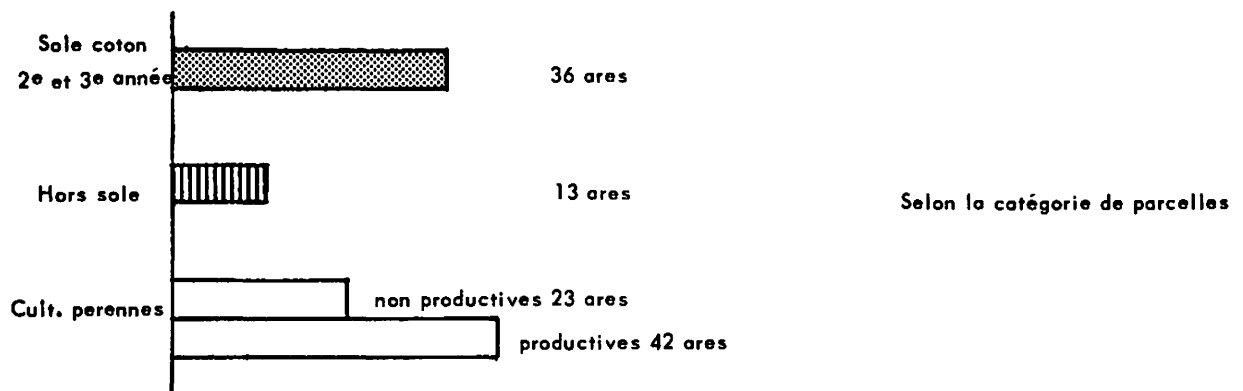 Sole coton
2e et 3e année
36 ares
Hors sole
13 ares
Selon la catégorie de parcelles
Cult. perennes
non productives 23 ares
productives 42 ares